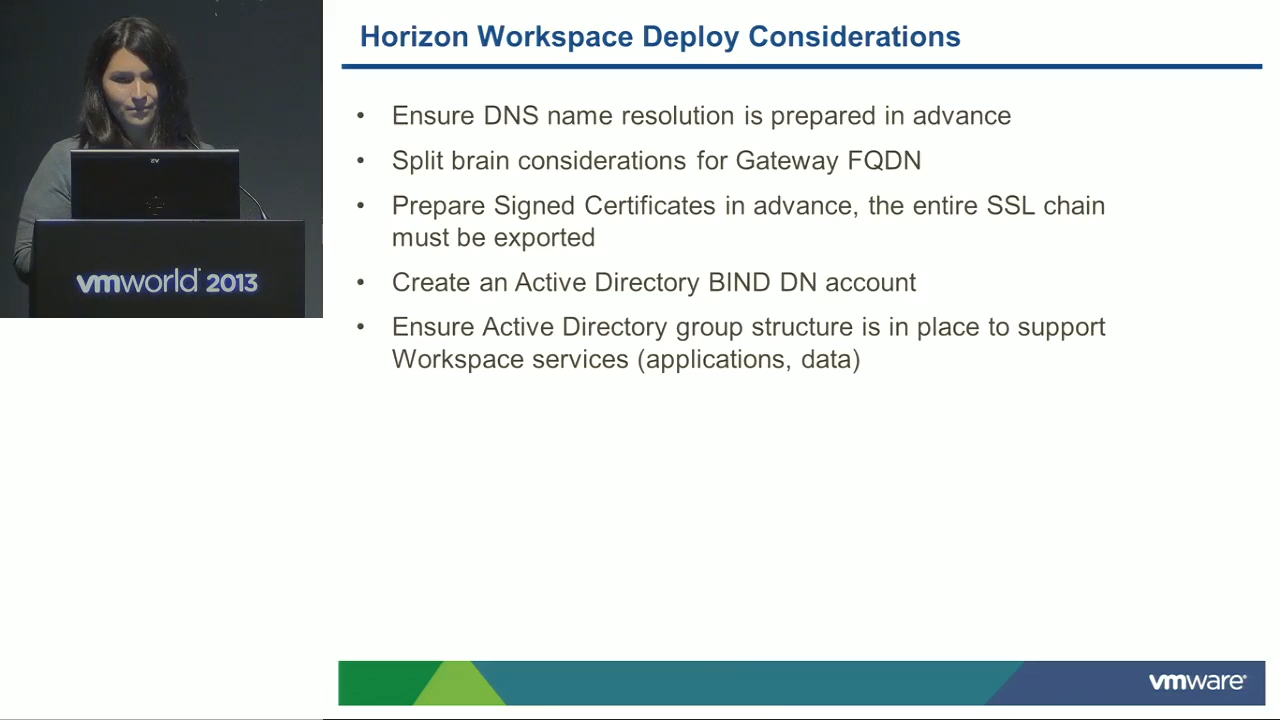 Horizon Workspace Deploy Considerations
• Ensure DNS name resolution is prepared in advance
• Split brain considerations for Gateway FQDN
• Prepare Signed Certificates in advance, the entire SSL chain
must be exported
• Create an Active Directory BIND DN account
• Ensure Active Directory group structure is in place to support
Workspace services (applications, data)
vmworld 2013
vmware